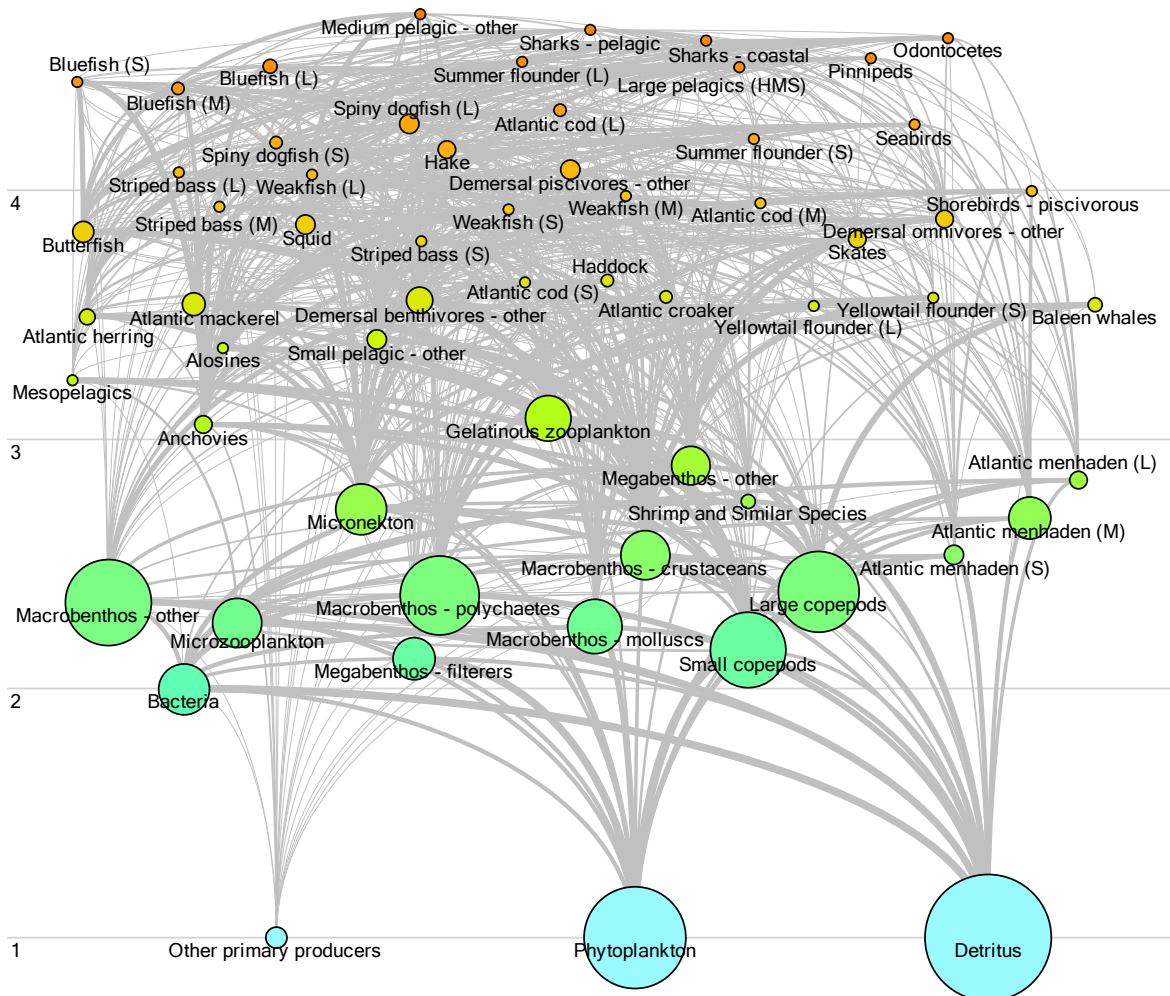 Medium pelagic - other
Sharks - pelagic
Odontocetes
Sharks - coastal
Bluefish (S)
Bluefish (L)
Summer flounder (L)
Pinnipeds
Large pelagics (HMS)
Bluefish (M)
Spiny dogfish (L)
Atlantic cod (L)
Seabirds
Spiny dogfish (S)
Hake
Summer flounder (S)
Striped bass (L)
Weakfish (L)
Demersal piscivores - other
4
Shorebirds - piscivorous
Striped bass (M)
Weakfish (S)
Weakfish (M)
Atlantic cod (M)
Butterfish
Squid
Demersal omnivores - other
Striped bass (S)
Skates
Haddock
Atlantic cod (S)
Atlantic mackerel
Demersal benthivores - other
Atlantic croaker
Yellowtail flounder (S)
Baleen whales
Yellowtail flounder (L)
Atlantic herring
Alosines
Small pelagic - other
Mesopelagics
Anchovies
Gelatinous zooplankton
3
Atlantic menhaden (L)
Megabenthos - other
Shrimp and Similar Species
Micronekton
Atlantic menhaden (M)
Macrobenthos - crustaceans
Atlantic menhaden (S)
Macrobenthos - other
Macrobenthos - polychaetes
Large copepods
Microzooplankton
Macrobenthos - molluscs
Megabenthos - filterers
Small copepods
2
Bacteria
1
Other primary producers
Phytoplankton
Detritus